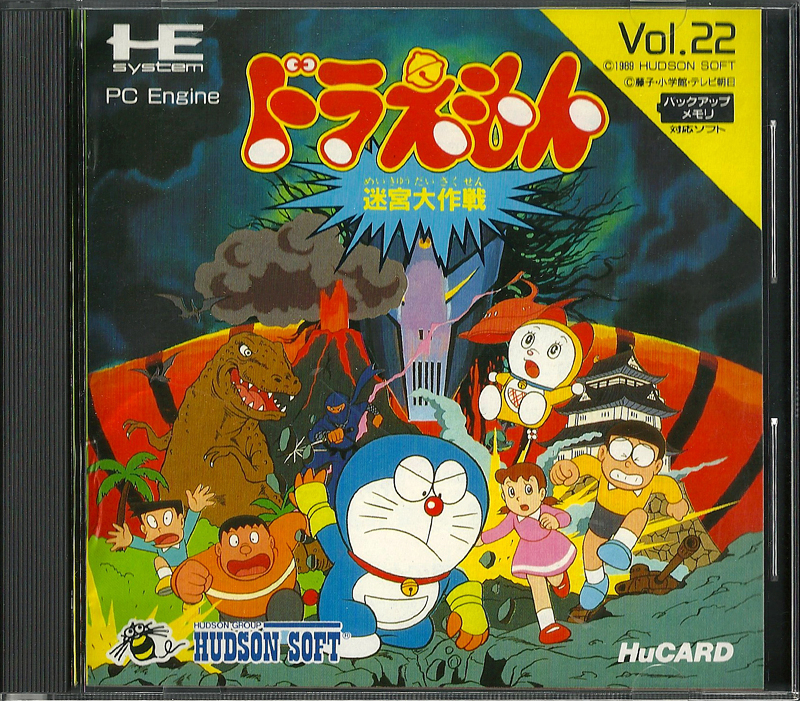 HE
system
PC Engine
ドラえもん
めいきゅうだいさくせん
迷宮大作戦
Vol.22
©1989 HUDSON SOFT
©藤子・小学館・テレビ朝日
バックアップ
メモリ
対応ソフト
HUDSON GROUP
HUDSON SOFT®
HuCARD